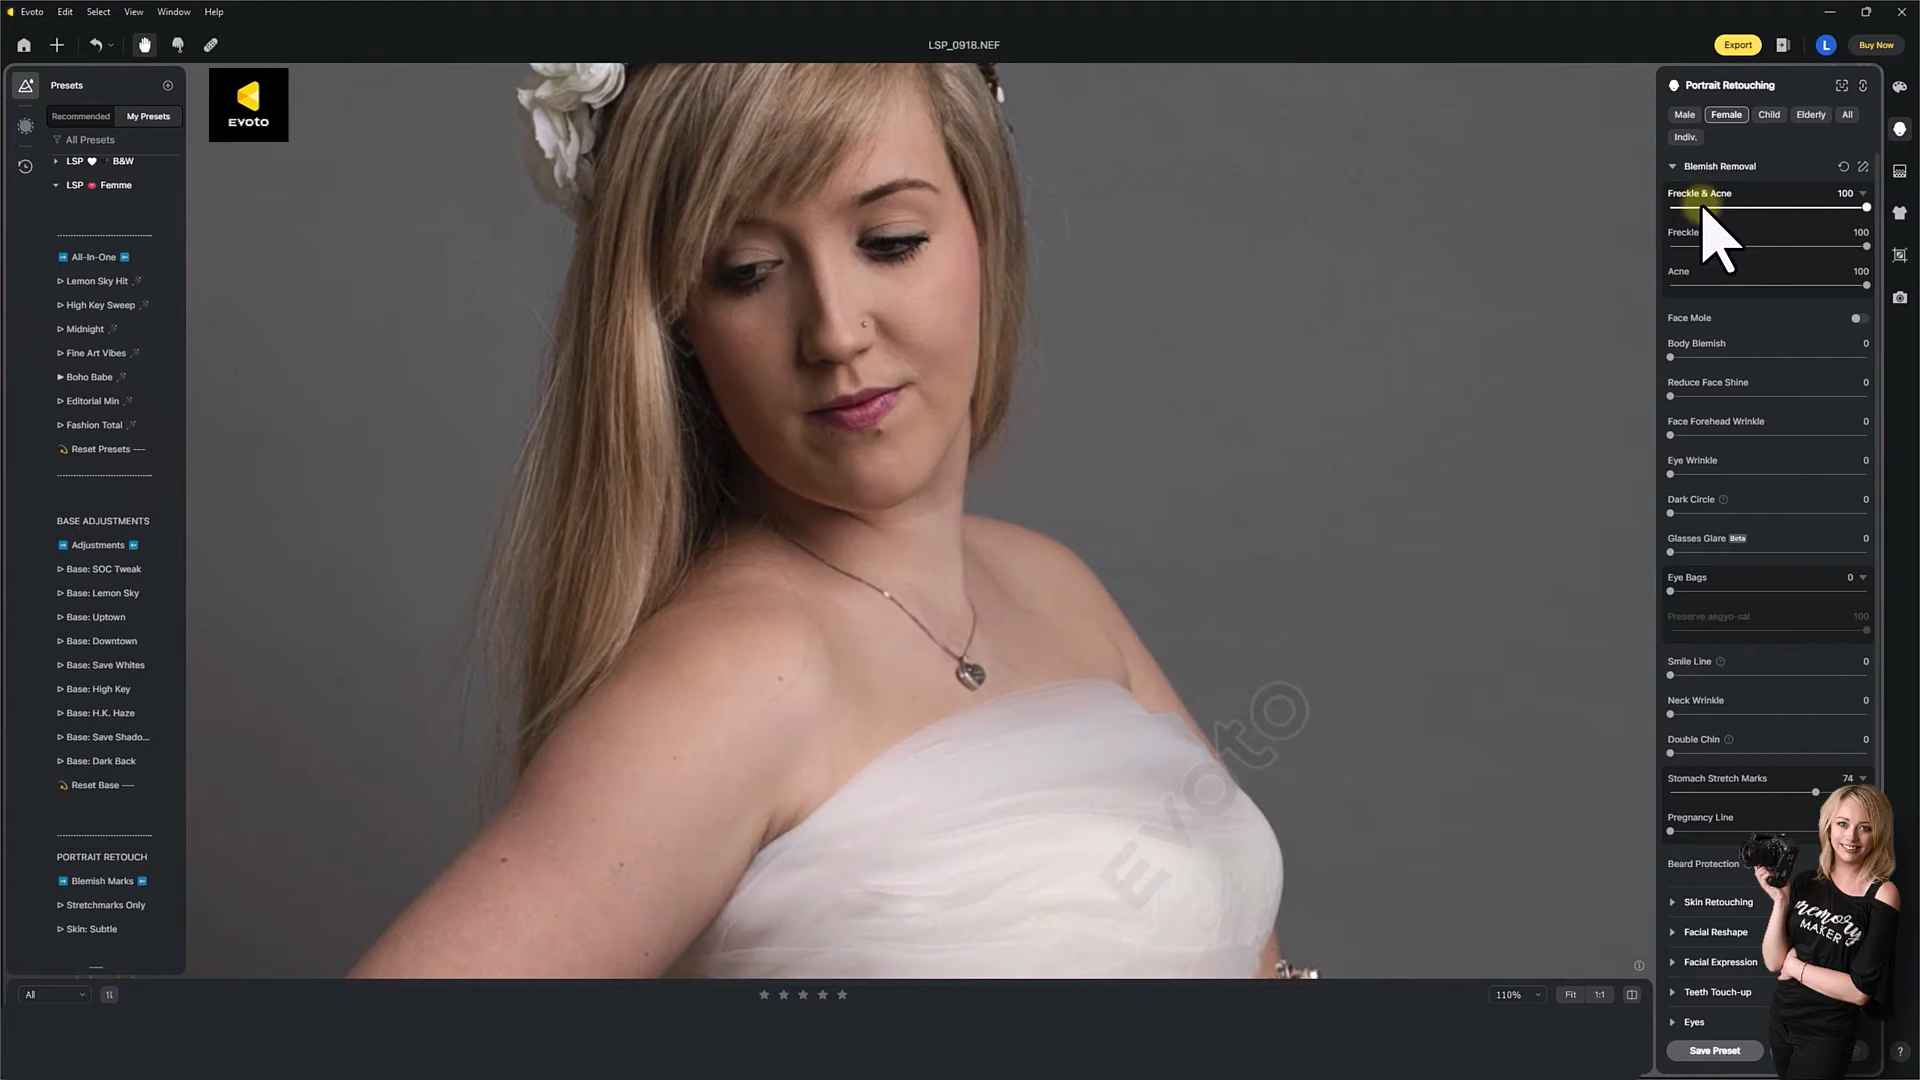 Evoto Edit Select View Window Help
LSP_0918.NEF
Export
L
Buy Now
Presets
Recommended My Presets
All Presets
LSP B&W
LSP Femme
All-In-One
Lemon Sky Hit
High Key Sweep
Midnight
Fine Art Vibes
Boho Babe
Editorial Min
Fashion Total
Reset Presets ---
BASE ADJUSTMENTS
Adjustments
Base: SOC Tweak
Base: Lemon Sky
Base: Uptown
Base: Downtown
Base: Save Whites
Base: High Key
Base: H.K. Haze
Base: Save Shado...
Base: Dark Back
Reset Base ---
PORTRAIT RETOUCH
Blemish Marks
Stretchmarks Only
Skin: Subtle
EVOTO
Evoto
All
110%
Fit 1:1
Portrait Retouching
Male Female Child Elderly All
Indiv.
Blemish Removal
Freckle & Acne 100
Freckle 100
Acne 100
Face Mole
Body Blemish 0
Reduce Face Shine 0
Face Forehead Wrinkle 0
Eye Wrinkle 0
Dark Circle ? 0
Glasses Glare Beta 0
Eye Bags 0
Preserve aegyo-sal 100
Smile Line ? 0
Neck Wrinkle 0
Double Chin ? 0
Stomach Stretch Marks 74
Pregnancy Line
Beard Protection
Skin Retouching
Facial Reshape
Facial Expression
Teeth Touch-up
Eyes
Save Preset
?
memory
MAKER